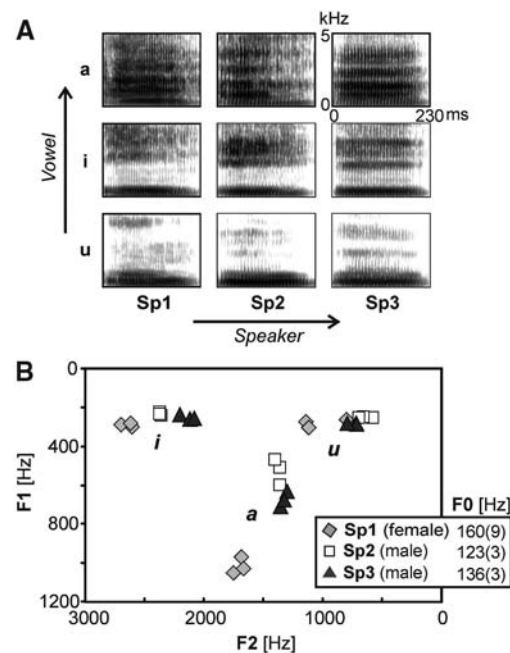 A
kHz
5
a
0
0 230 ms
Vowel
i
u
Sp1 Sp2 Sp3
Speaker
B
0
400
800
1200
F1 [Hz]
i
u
a
F0 [Hz]
Sp1 (female) 160(9)
Sp2 (male) 123(3)
Sp3 (male) 136(3)
3000 2000 1000 0
F2 [Hz]